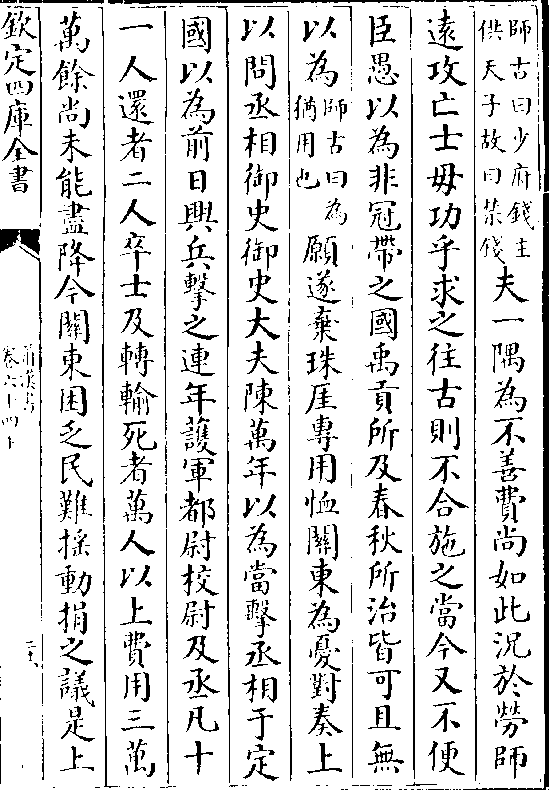 師古曰少府錢主
供天子故曰禁錢
夫一隅為不善費尚如此況於勞師
遠攻亡士毋功乎求之往古則不合施之當今又不便
臣愚以為非冠帶之國禹貢所及春秋所治皆可且無
以為
師古曰為
猶用也
願遂棄珠厓專用恤關東為憂對奏上
以問丞相御史御史大夫陳萬年以為當擊丞相于定
國以為前日興兵擊之連年䕶軍都尉校尉及丞凡十
一人還者二人卒士及轉輸死者萬人以上費用三萬
萬餘尚未能盡降今關東困乏民難揺動捐之議是上
欽定四庫全書
前漢書
卷六十四下